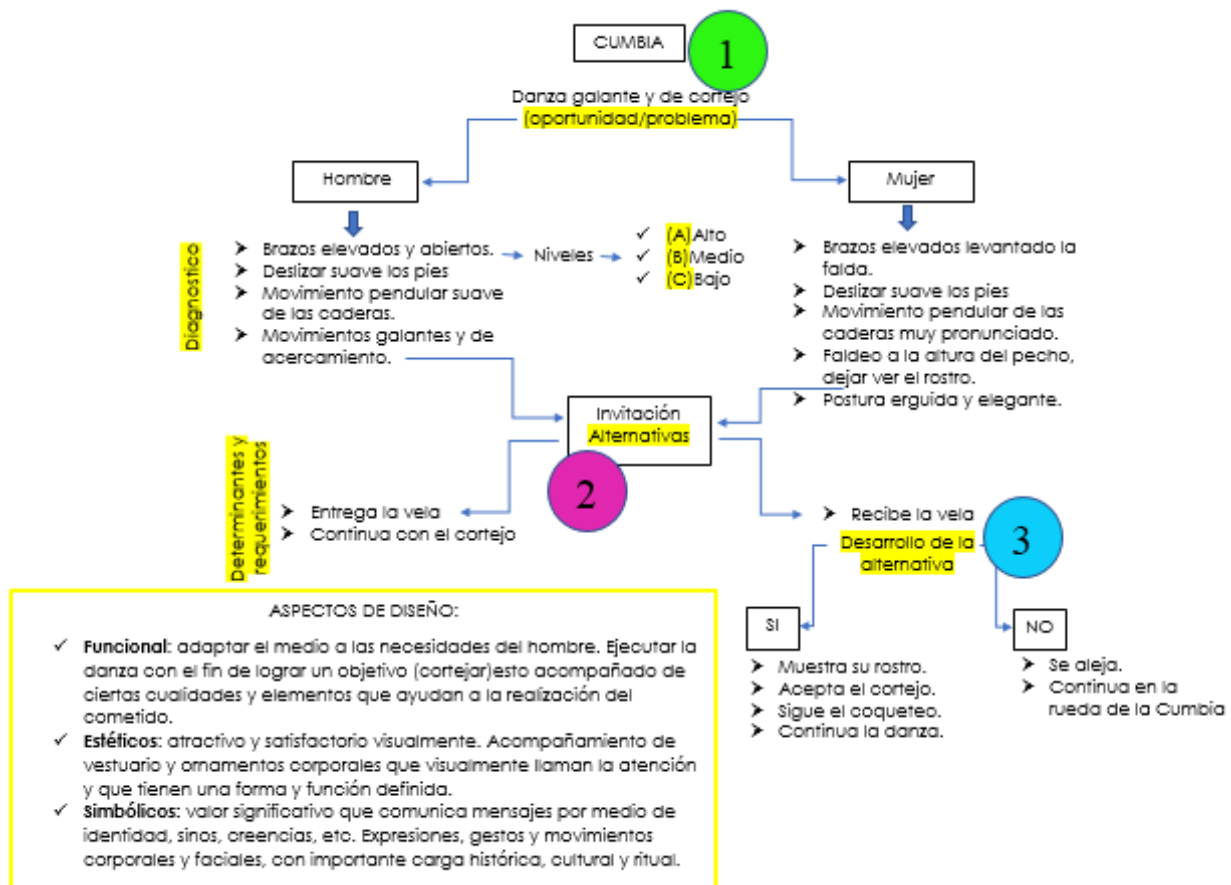 CUMBIA
1
Danza galante y de cortejo
(oportunidad/problema)
Hombre
Mujer
Diagnostico
Brazos elevados y abiertos.
Deslizar suave los pies
Movimiento pendular suave
de las caderas.
Movimientos galantes y de
acercamiento.
Niveles
(A)Alto
(B)Medio
(C)Bajo
Brazos elevados levantado la
falda.
Deslizar suave los pies
Movimiento pendular de las
caderas muy pronunciado.
Faldeo a la altura del pecho,
dejar ver el rostro.
Postura erguida y elegante.
Invitación
Alternativas
2
Determinantes y
requerimientos
Entrega la vela
Continua con el cortejo
Recibe la vela
Desarrollo de la
alternativa
3
SI
Muestra su rostro.
Acepta el cortejo.
Sigue el coqueteo.
Continua la danza.
NO
Se aleja.
Continua en la
rueda de la Cumbia
ASPECTOS DE DISEÑO:
Funcional: adaptar el medio a las necesidades del hombre. Ejecutar la
danza con el fin de lograr un objetivo (cortejar)esto acompañado de
ciertas cualidades y elementos que ayudan a la realización del
cometido.
Estéticos: atractivo y satisfactorio visualmente. Acompañamiento de
vestuario y ornamentos corporales que visualmente llaman la atención
y que tienen una forma y función definida.
Simbólicos: valor significativo que comunica mensajes por medio de
identidad, sinos, creencias, etc. Expresiones, gestos y movimientos
corporales y faciales, con importante carga histórica, cultural y ritual.